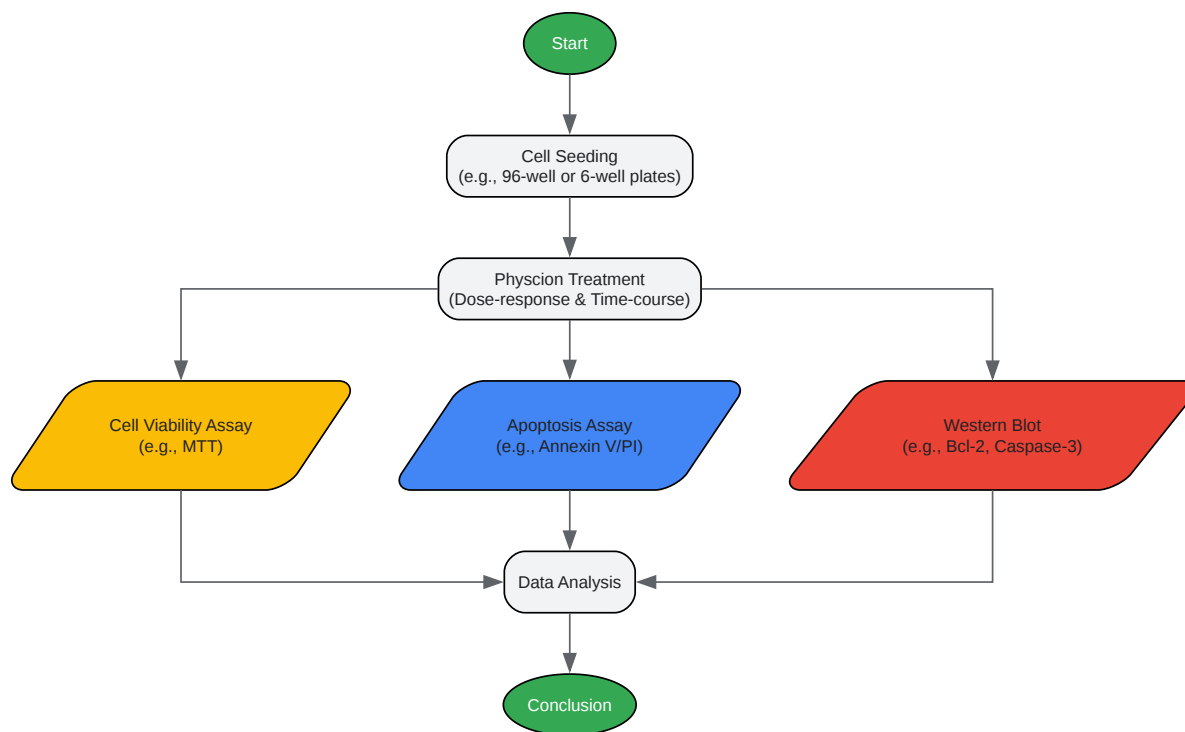 Start
Cell Seeding
(e.g., 96-well or 6-well plates)
Physcion Treatment
(Dose-response & Time-course)
Cell Viability Assay
(e.g., MTT)
Apoptosis Assay
(e.g., Annexin V/PI)
Western Blot
(e.g., Bcl-2, Caspase-3)
Data Analysis
Conclusion